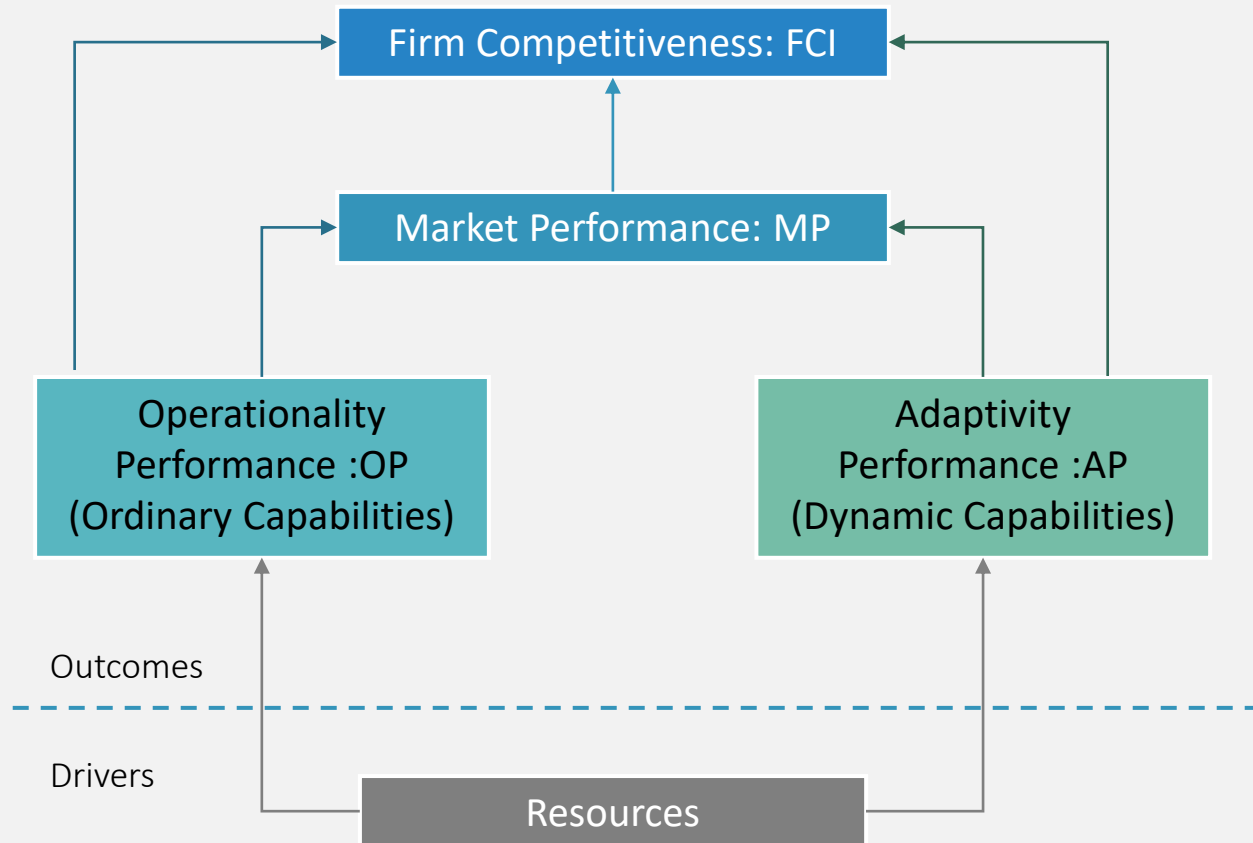 Firm Competitiveness: FCI
Market Performance: MP
Operationality
Performance :OP
(Ordinary Capabilities)
Adaptivity
Performance :AP
(Dynamic Capabilities)
Outcomes
Drivers
Resources